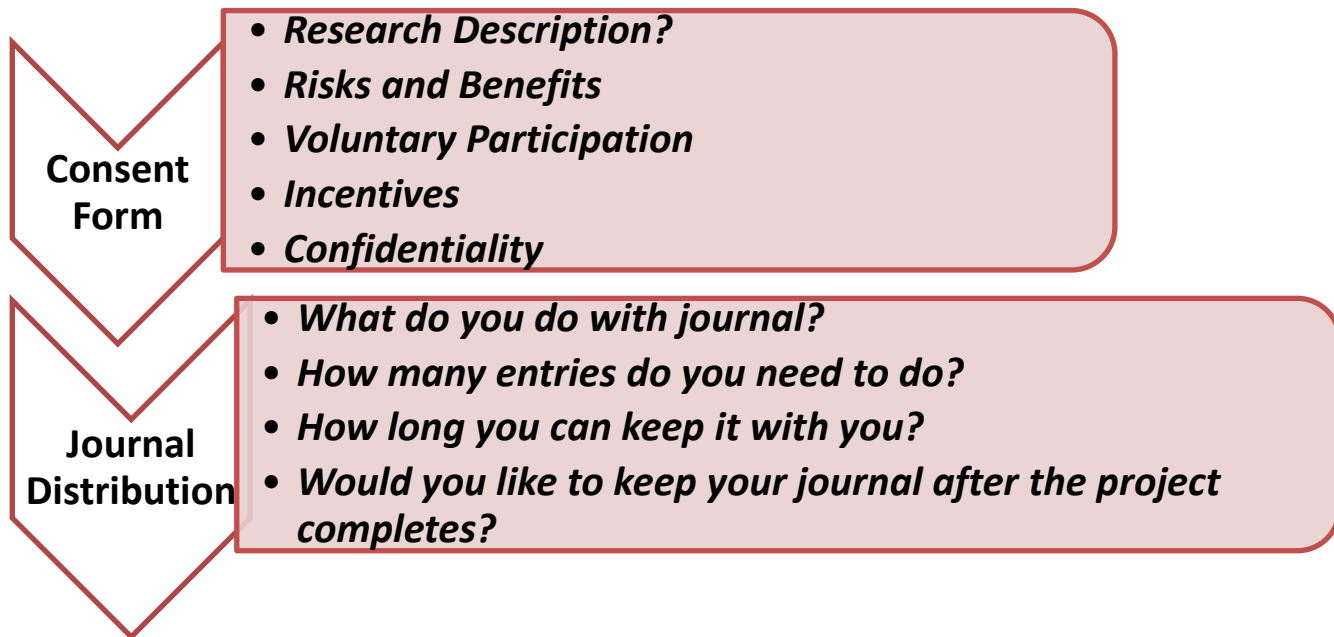 Consent
Form
• Research Description?
• Risks and Benefits
• Voluntary Participation
• Incentives
• Confidentiality
Journal
Distribution
• What do you do with journal?
• How many entries do you need to do?
• How long you can keep it with you?
• Would you like to keep your journal after the project
completes?